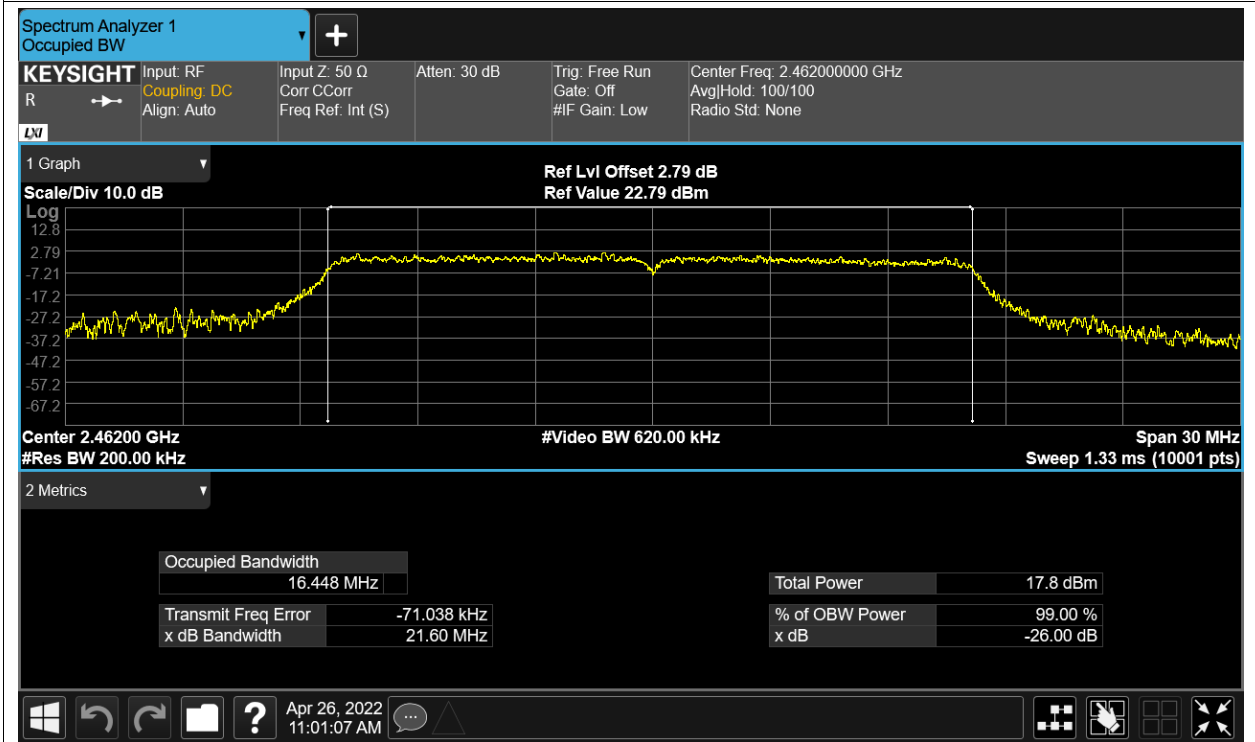 Spectrum Analyzer 1
Occupied BW
▼
+
KEYSIGHT
R
LXI
Input: RF
Coupling: DC
Align: Auto
Input Z: 50 Ω
Corr CCorr
Freq Ref: Int (S)
Atten: 30 dB
Trig: Free Run
Gate: Off
#IF Gain: Low
Center Freq: 2.462000000 GHz
Avg|Hold: 100/100
Radio Std: None
1 Graph ▼
Ref Lvl Offset 2.79 dB
Scale/Div 10.0 dB
Ref Value 22.79 dBm
Log
12.8
2.79
-7.21
-17.2
-27.2
-37.2
-47.2
-57.2
-67.2
Center 2.46200 GHz
#Video BW 620.00 kHz
Span 30 MHz
#Res BW 200.00 kHz
Sweep 1.33 ms (10001 pts)
2 Metrics ▼
Occupied Bandwidth
16.448 MHz
Total Power 17.8 dBm
Transmit Freq Error -71.038 kHz
% of OBW Power 99.00 %
x dB Bandwidth 21.60 MHz
x dB -26.00 dB
?
Apr 26, 2022
11:01:07 AM
...